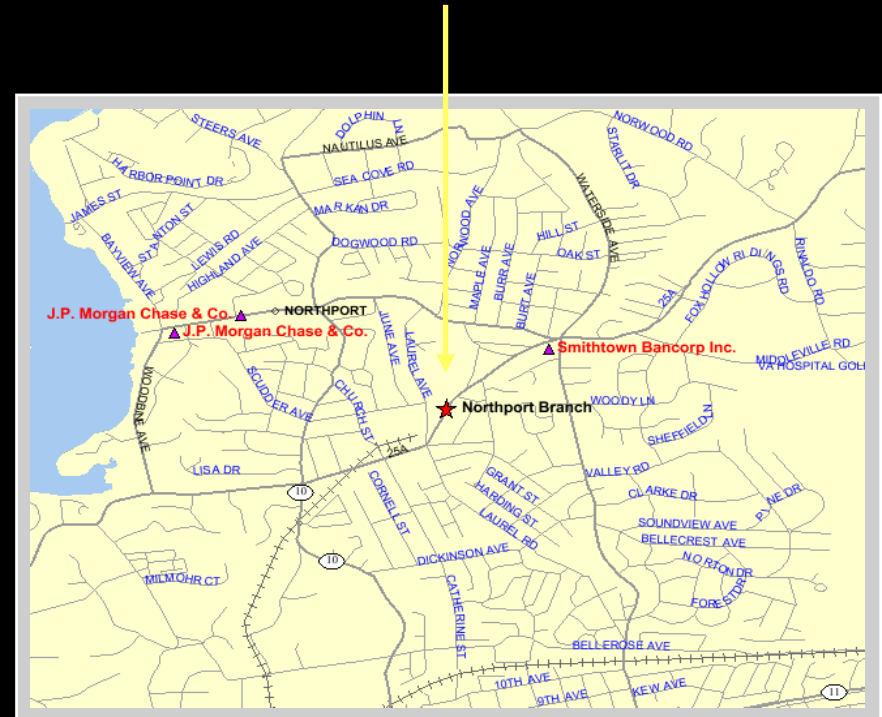 DOLPHIN LN
STEERS AVE
NORWOOD RD
NAUTILUS AVE
STARLIT DR
HARBOR POINT DR
SEA COVE RD
WATERSIDE AVE
JAMES ST
STANTON ST
MARKAN DR
NORWOOD AVE
HILL ST
BAYVIEW AVE
LEWIS RD
DOGWOOD RD
OAK ST
HIGHLAND AVE
MAPLE AVE
BURR AVE
BURT AVE
25A
FOX HOLLOW RIDUNGS RD
RINALDO RD
J.P. Morgan Chase & Co.
NORTHPORT
J.P. Morgan Chase & Co.
JUNE AVE
LAUREL AVE
Smithtown Bancorp Inc.
MIDDLEVILLE RD
VA HOSPITAL GOLF
WOODBINE AVE
SCUDDER AVE
CHURCH ST
Northport Branch
WOODY LN
SHEFFIELD LN
25A
LISA DR
VALLEY RD
10
CORNELL ST
GRANT ST
HARDING ST
LAUREL RD
CLARKE DR
PAYNE DR
SOUNDVIEW AVE
BELLECREST AVE
DICKINSON AVE
10
NORTON DR
MILMOHR CT
CATHERINE ST
FOREST DR
BELLEROSE AVE
10TH AVE
9TH AVE
KEW AVE
11